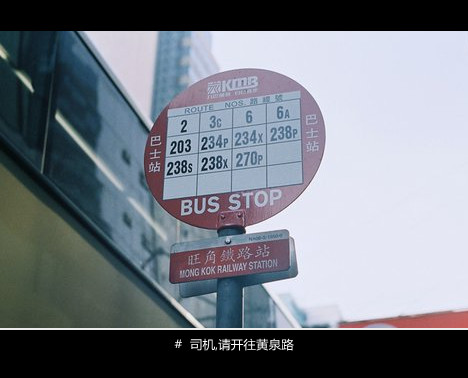 KMB
ROUTE NOS. 路線號
2 3C 6 6A
203 234P 234X 238P
238S 238X 270P
巴士站
巴士站
BUS STOP
旺角鐵路站
MONG KOK RAILWAY STATION
# 司机,请开往黄泉路